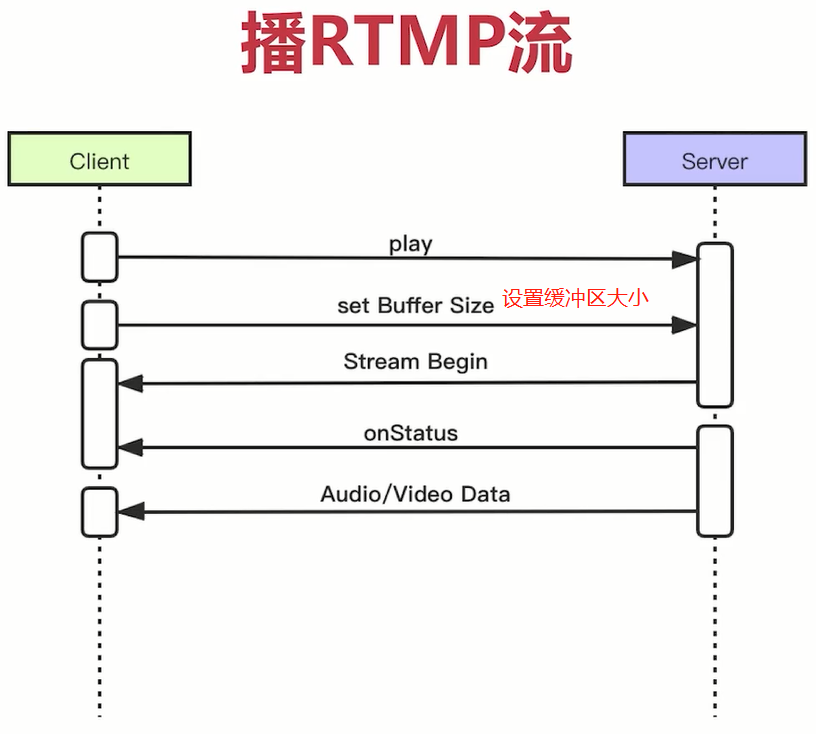 播RTMP流
Client
Server
play
set Buffer Size 设置缓冲区大小
Stream Begin
onStatus
Audio/Video Data